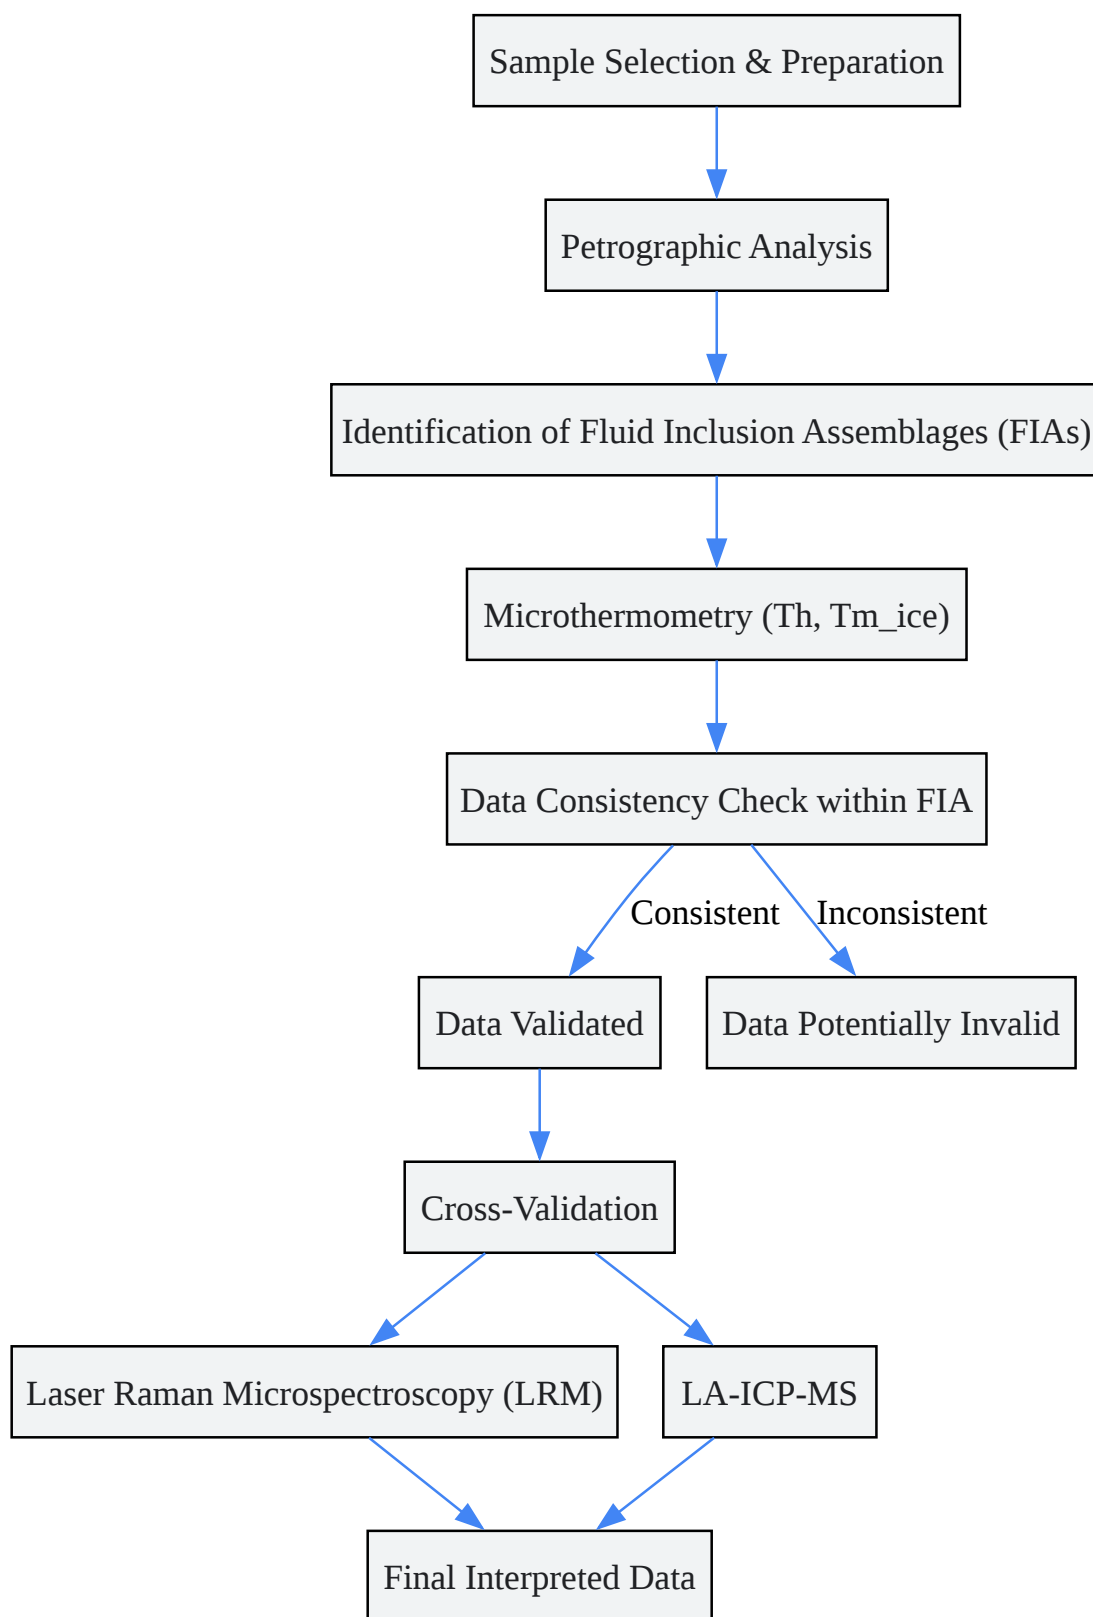 Sample Selection & Preparation
Petrographic Analysis
Identification of Fluid Inclusion Assemblages (FIAs)
Microthermometry (Th, Tm_ice)
Data Consistency Check within FIA
Consistent
Inconsistent
Data Validated
Data Potentially Invalid
Cross-Validation
Laser Raman Microspectroscopy (LRM)
LA-ICP-MS
Final Interpreted Data